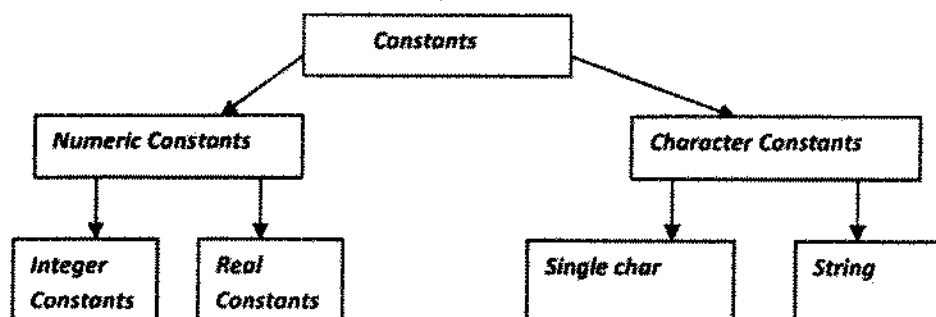 Constants
Numeric Constants
Character Constants
Integer
Constants
Real
Constants
Single char
String